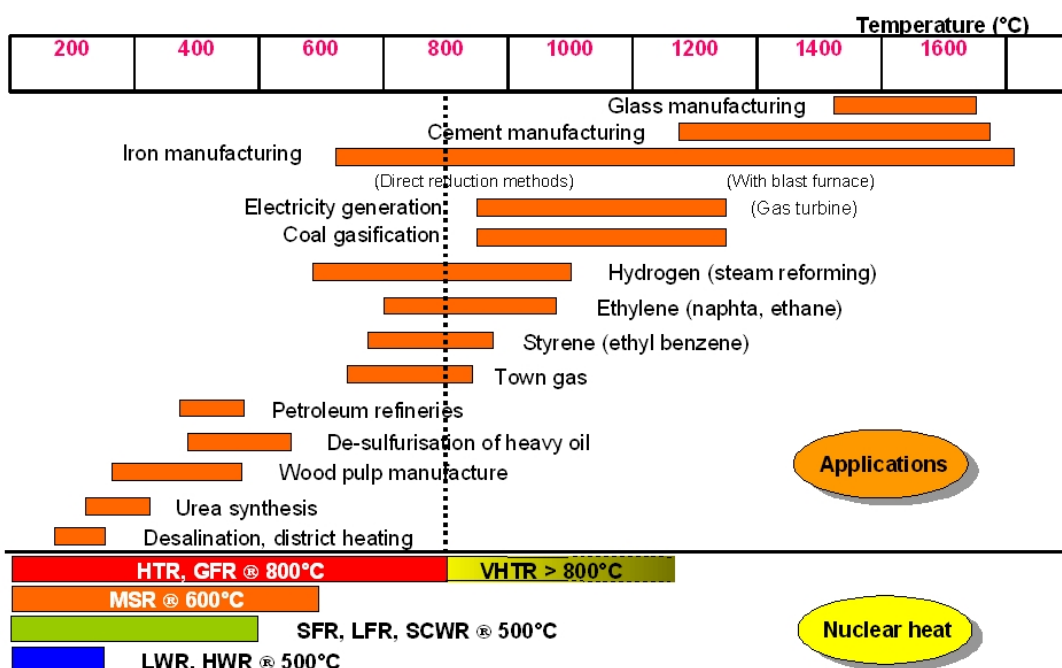 Temperature (°C)
200 400 600 800 1000 1200 1400 1600
Glass manufacturing
Cement manufacturing
Iron manufacturing
(Direct reduction methods) (With blast furnace)
Electricity generation (Gas turbine)
Coal gasification
Hydrogen (steam reforming)
Ethylene (naphta, ethane)
Styrene (ethyl benzene)
Town gas
Petroleum refineries
De-sulfurisation of heavy oil
Applications
Wood pulp manufacture
Urea synthesis
Desalination, district heating
HTR, GFR ® 800°C VHTR > 800°C
MSR ® 600°C
SFR, LFR, SCWR ® 500°C Nuclear heat
LWR, HWR ® 500°C